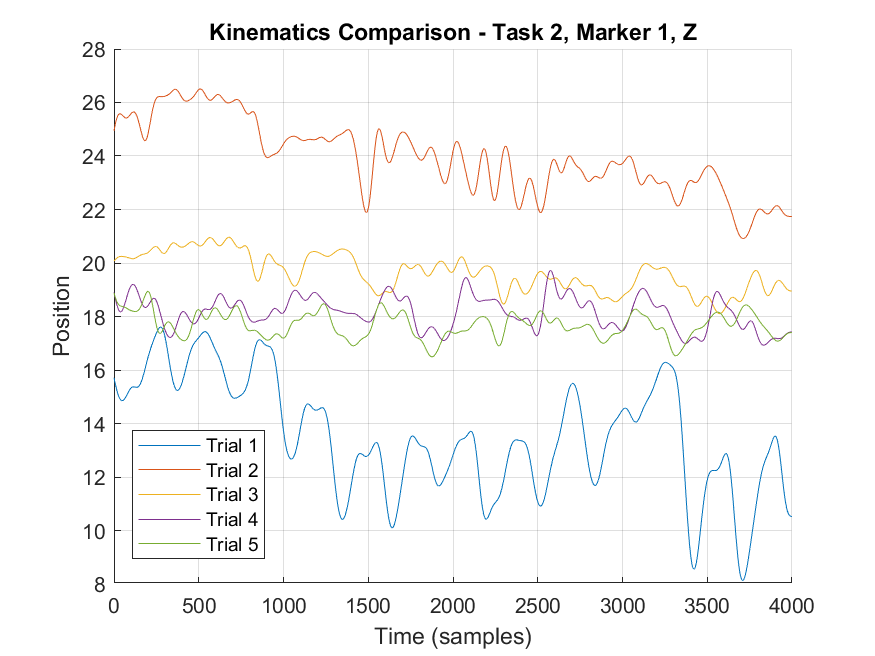 Kinematics Comparison - Task 2, Marker 1, Z
28
26
24
22
20
18
16
14
12
10
8
Position
Trial 1
Trial 2
Trial 3
Trial 4
Trial 5
0 500 1000 1500 2000 2500 3000 3500 4000
Time (samples)